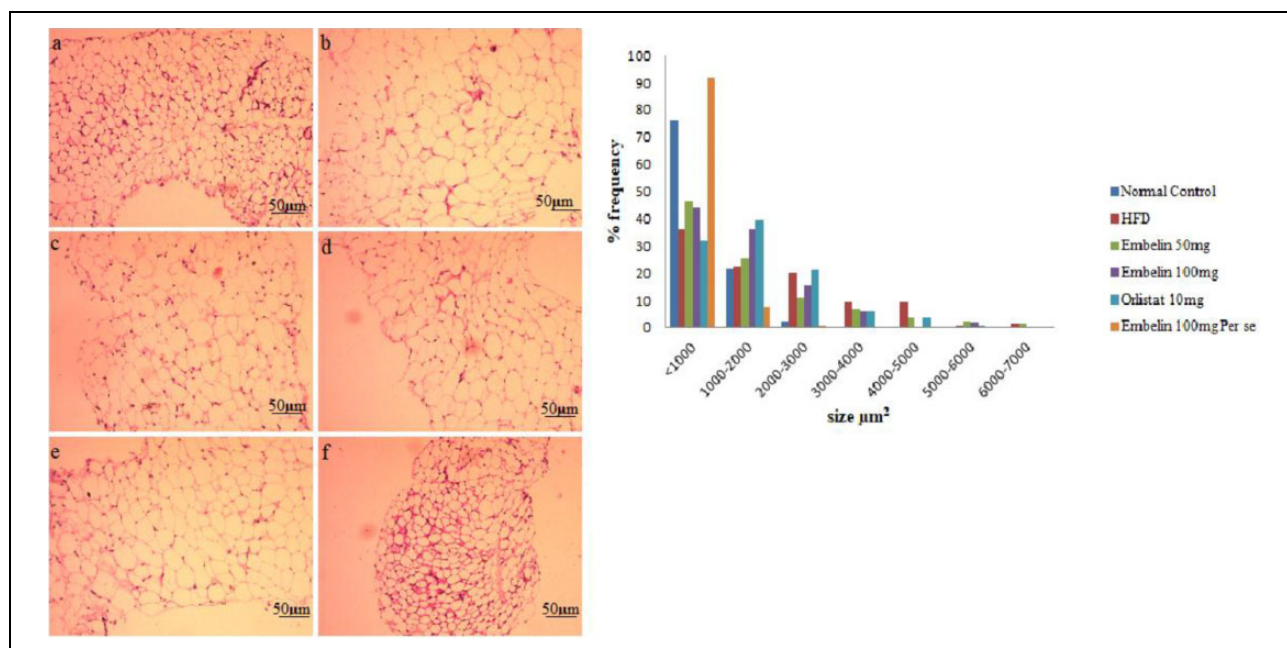 a
50µm
b
50µm
c
50µm
d
50µm
e
50µm
f
50µm
% frequency
100
90
80
70
60
50
40
30
20
10
0
<1000
1000-2000
2000-3000
3000-4000
4000-5000
5000-6000
6000-7000
size µm²
Normal Control
HFD
Embelin 50mg
Embelin 100mg
Orlistat 10mg
Embelin 100mg Per se